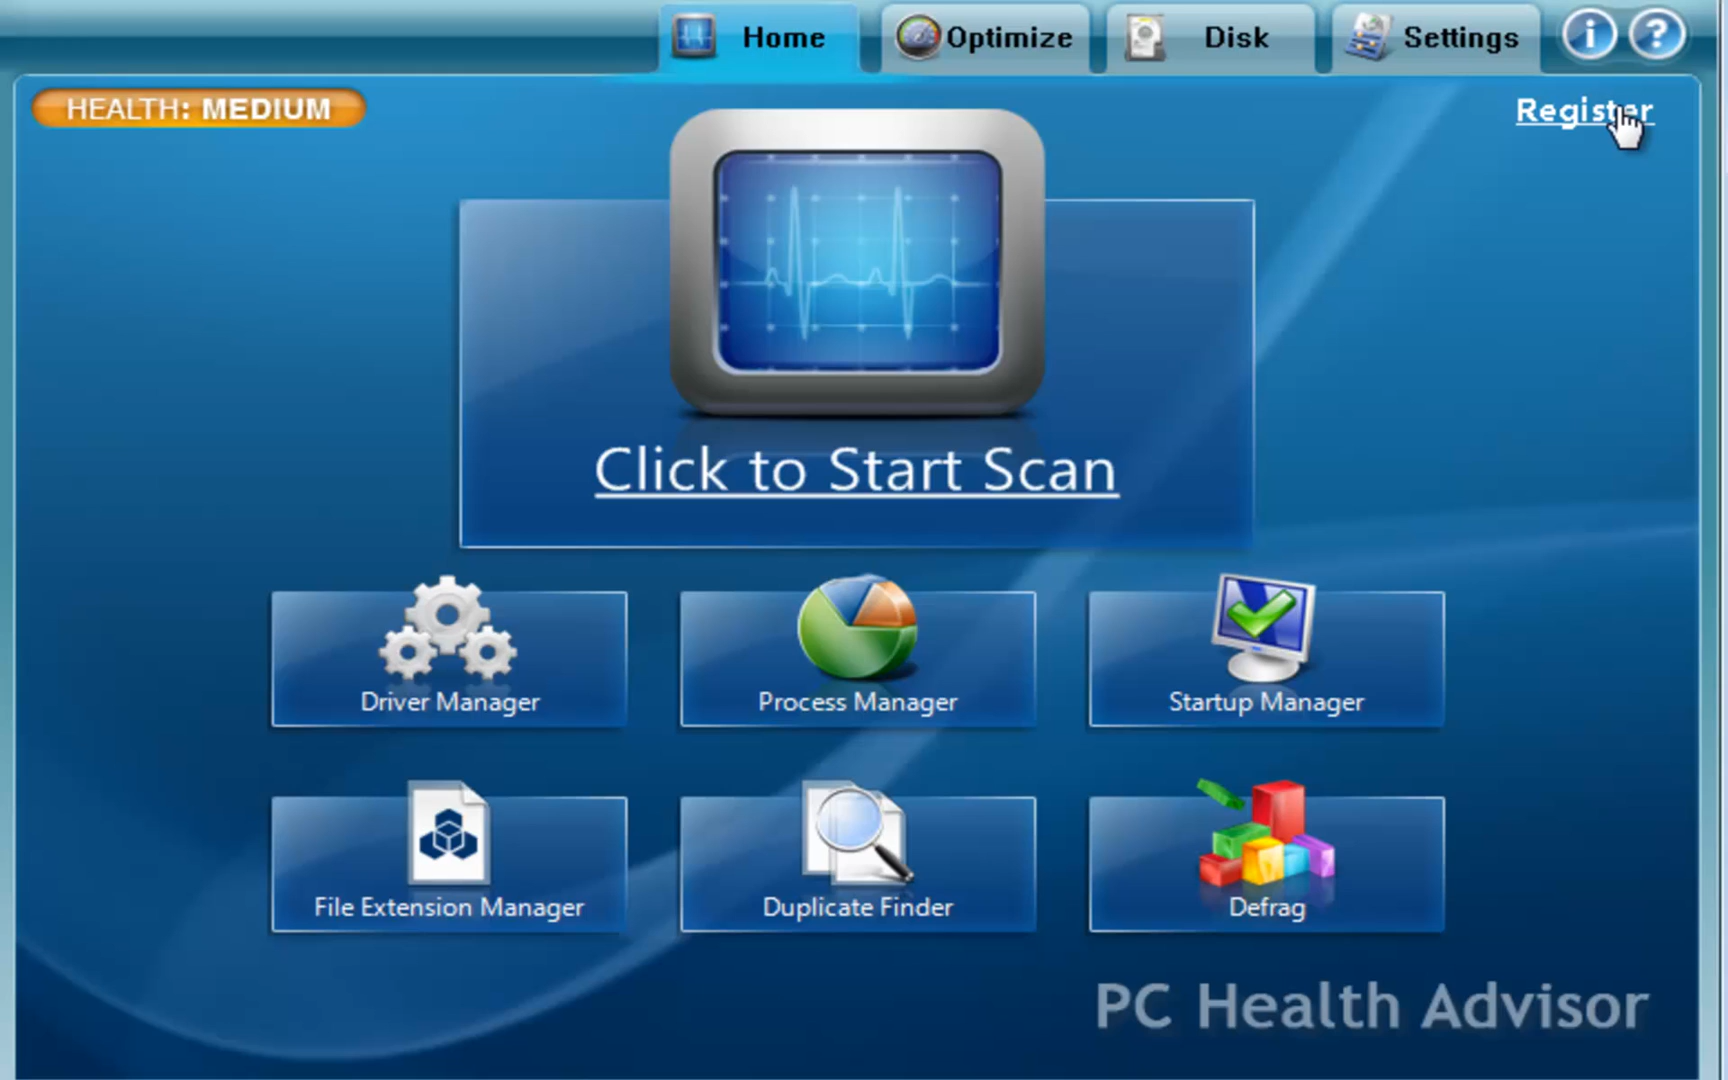 Home
Optimize
Disk
Settings
HEALTH: MEDIUM
Register
Click to Start Scan
Driver Manager
Process Manager
Startup Manager
File Extension Manager
Duplicate Finder
Defrag
PC Health Advisor